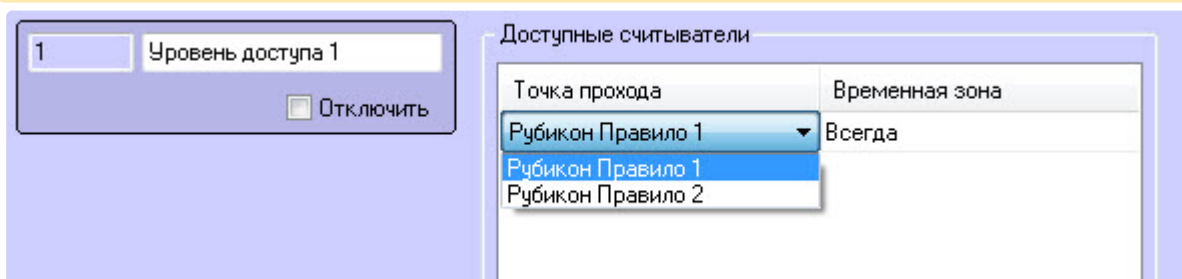 1
Уровень доступа 1
Отключить
Доступные считыватели
Точка прохода
Временная зона
Рубикон Правило 1
Всегда
Рубикон Правило 1
Рубикон Правило 2